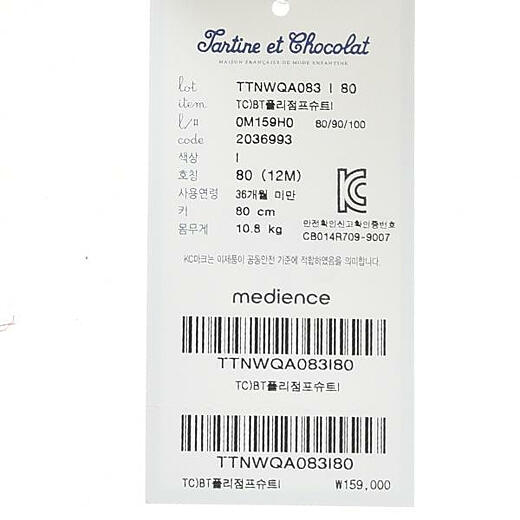 Tartine et Chocolat
MAISON FRANÇAISE DE MODE ENFANTINE
lot TTNWQA083 I 80
item TC)BT플리점프슈트I
l/# 0M159H0 80/90/100
code 2036993
색상 I
호칭 80 (12M)
사용연령 36개월 미만
키 80 cm
몸무게 10.8 kg
안전확인신고확인증번호
CB014R709-9007
KC마크는 이제품이 공동안전 기준에 적합하였음을 의미합니다.
medience
TTNWQA083I80
TC)BT플리점프슈트I
TTNWQA083I80
TC)BT플리점프슈트I ₩159,000